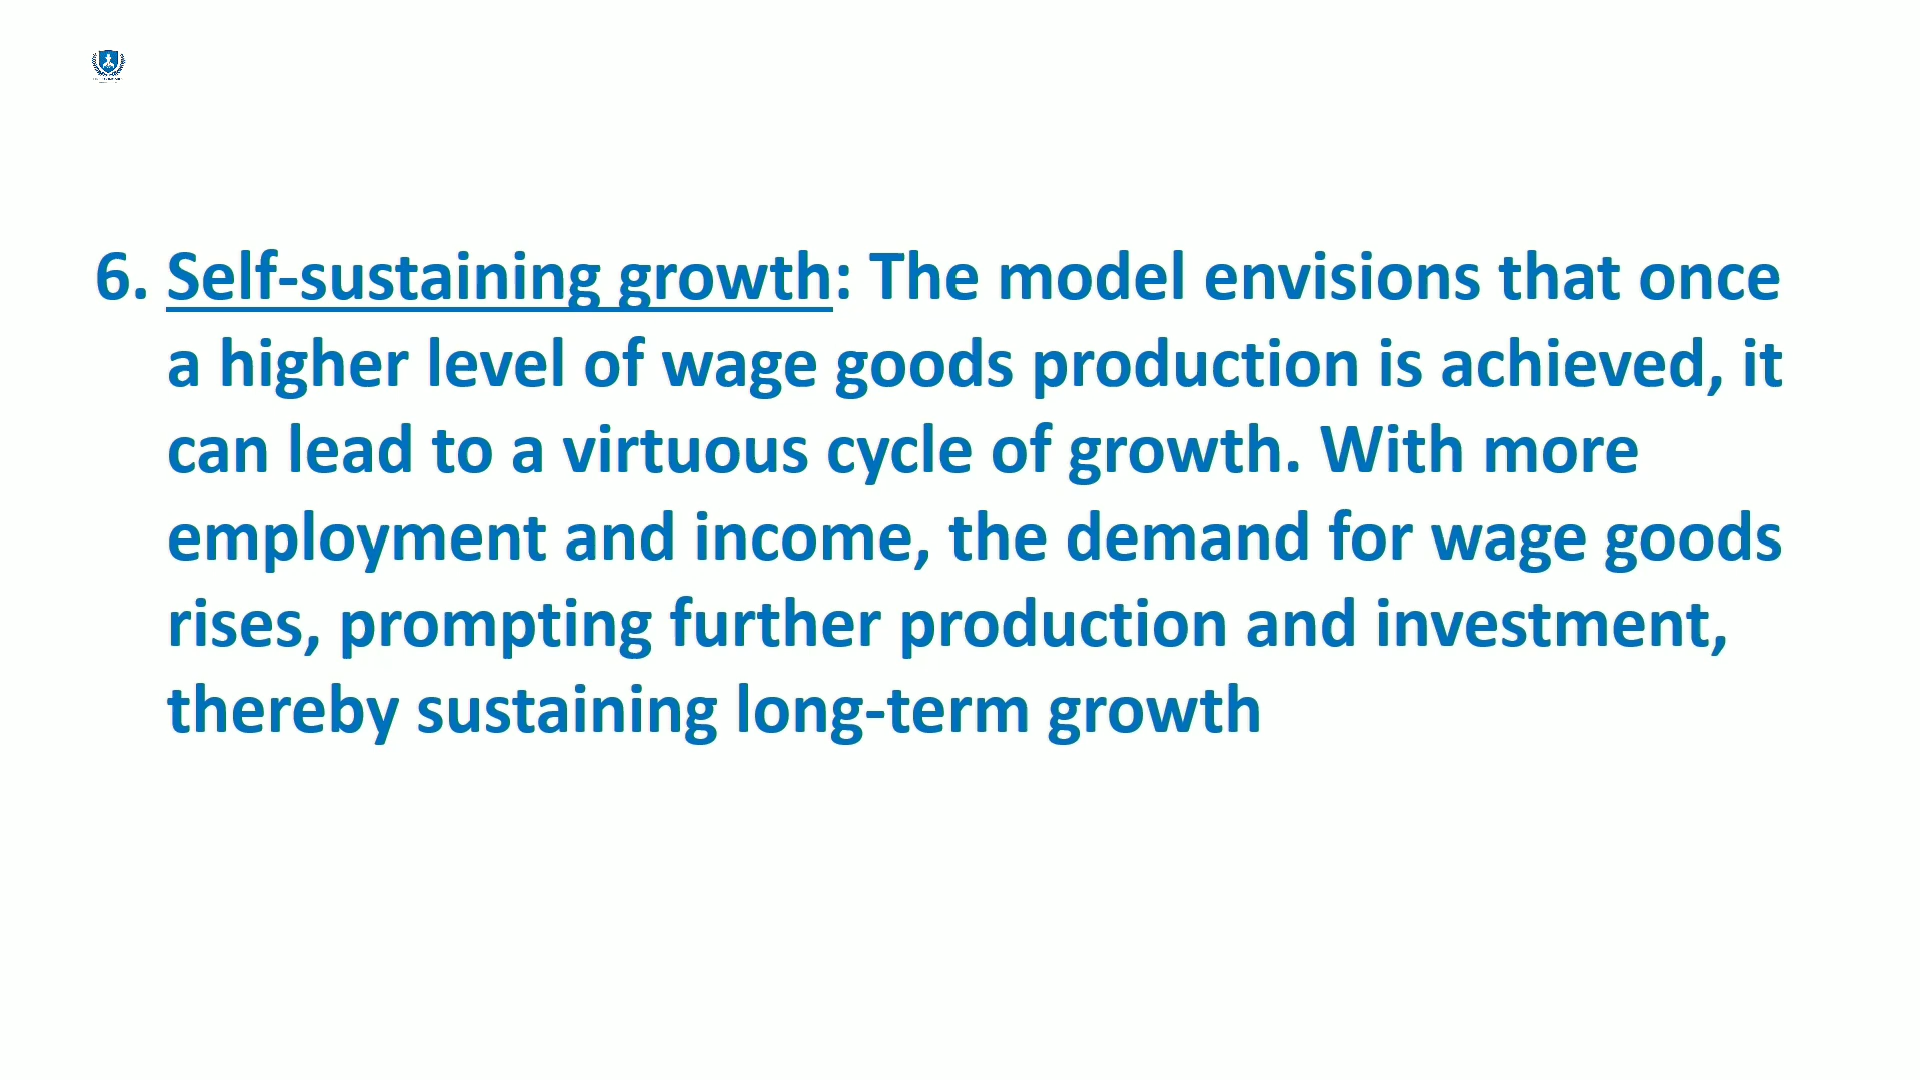 6. Self-sustaining growth: The model envisions that once
a higher level of wage goods production is achieved, it
can lead to a virtuous cycle of growth. With more
employment and income, the demand for wage goods
rises, prompting further production and investment,
thereby sustaining long-term growth